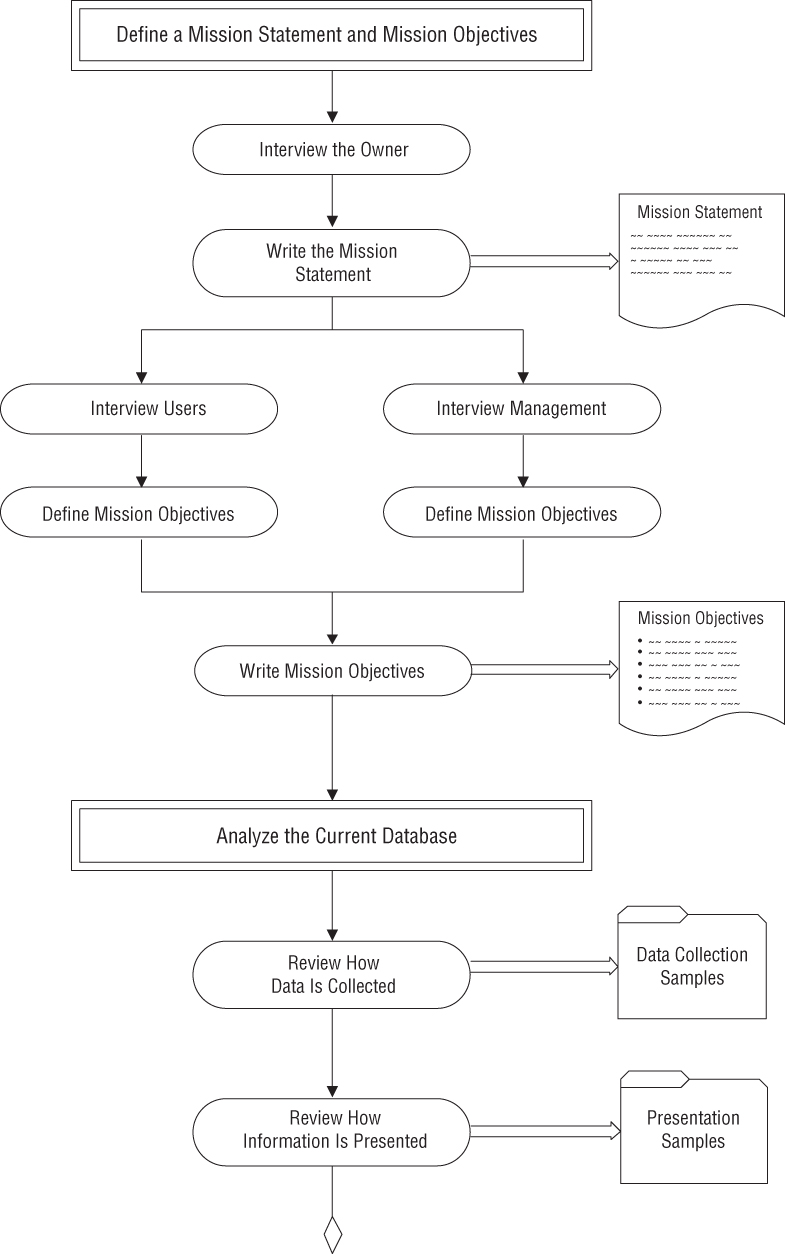 Define a Mission Statement and Mission Objectives
Interview the Owner
Write the Mission
Statement
Mission Statement
Interview Users
Interview Management
Define Mission Objectives
Define Mission Objectives
Write Mission Objectives
Mission Objectives
Analyze the Current Database
Review How
Data Is Collected
Data Collection
Samples
Review How
Information Is Presented
Presentation
Samples